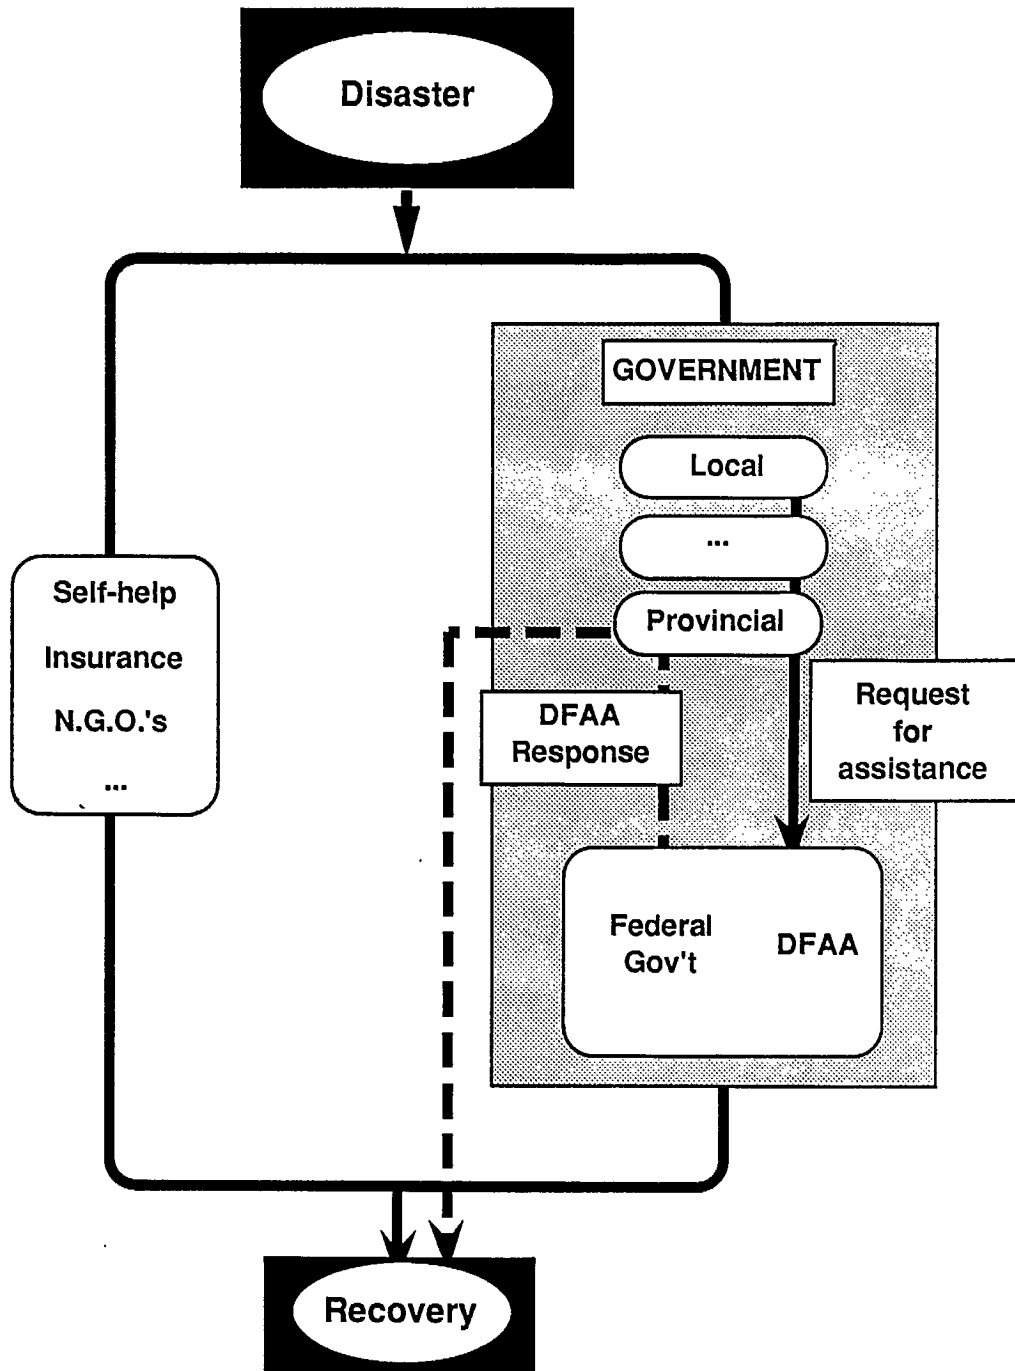 Disaster
GOVERNMENT
Local
...
Provincial
Self-help
Insurance
N.G.O.'s
...
DFAA
Response
Request
for
assistance
Federal
Gov't
DFAA
Recovery